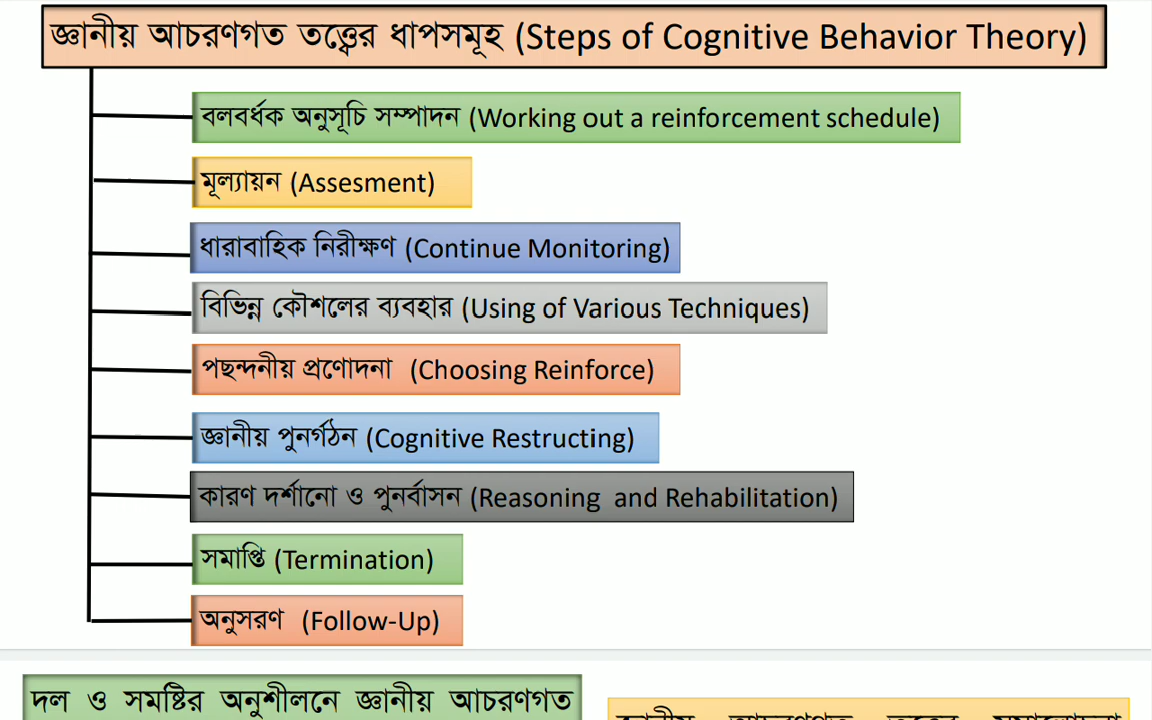 জ্ঞানীয় আচরণগত তত্ত্বের ধাপসমূহ (Steps of Cognitive Behavior Theory)
বলবর্ধক অনুসূচি সম্পাদন (Working out a reinforcement schedule)
মূল্যায়ন (Assesment)
ধারাবাহিক নিরীক্ষণ (Continue Monitoring)
বিভিন্ন কৌশলের ব্যবহার (Using of Various Techniques)
পছন্দনীয় প্রণোদনা (Choosing Reinforce)
জ্ঞানীয় পুনর্গঠন (Cognitive Restructing)
কারণ দর্শানো ও পুনর্বাসন (Reasoning and Rehabilitation)
সমাপ্তি (Termination)
অনুসরণ (Follow-Up)
দল ও সমষ্টির অনুশীলনে জ্ঞানীয় আচরণগত